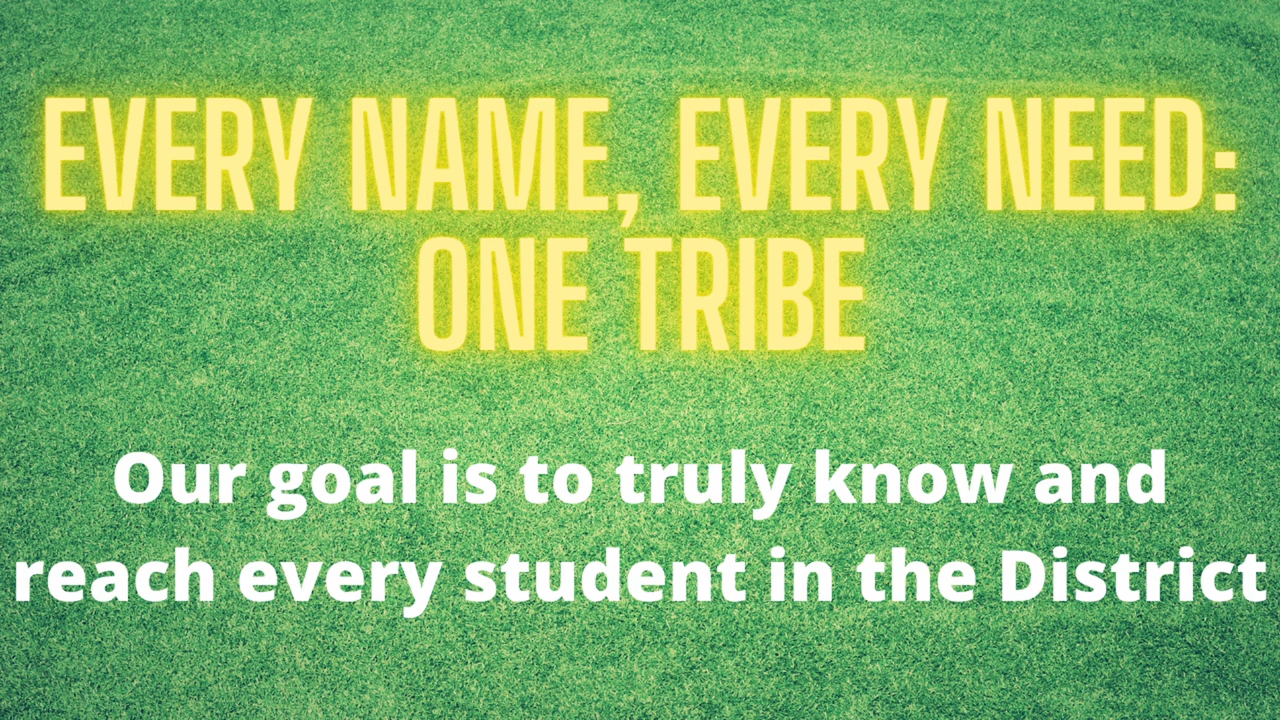 EVERY NAME, EVERY NEED:
ONE TRIBE
Our goal is to truly know and
reach every student in the District